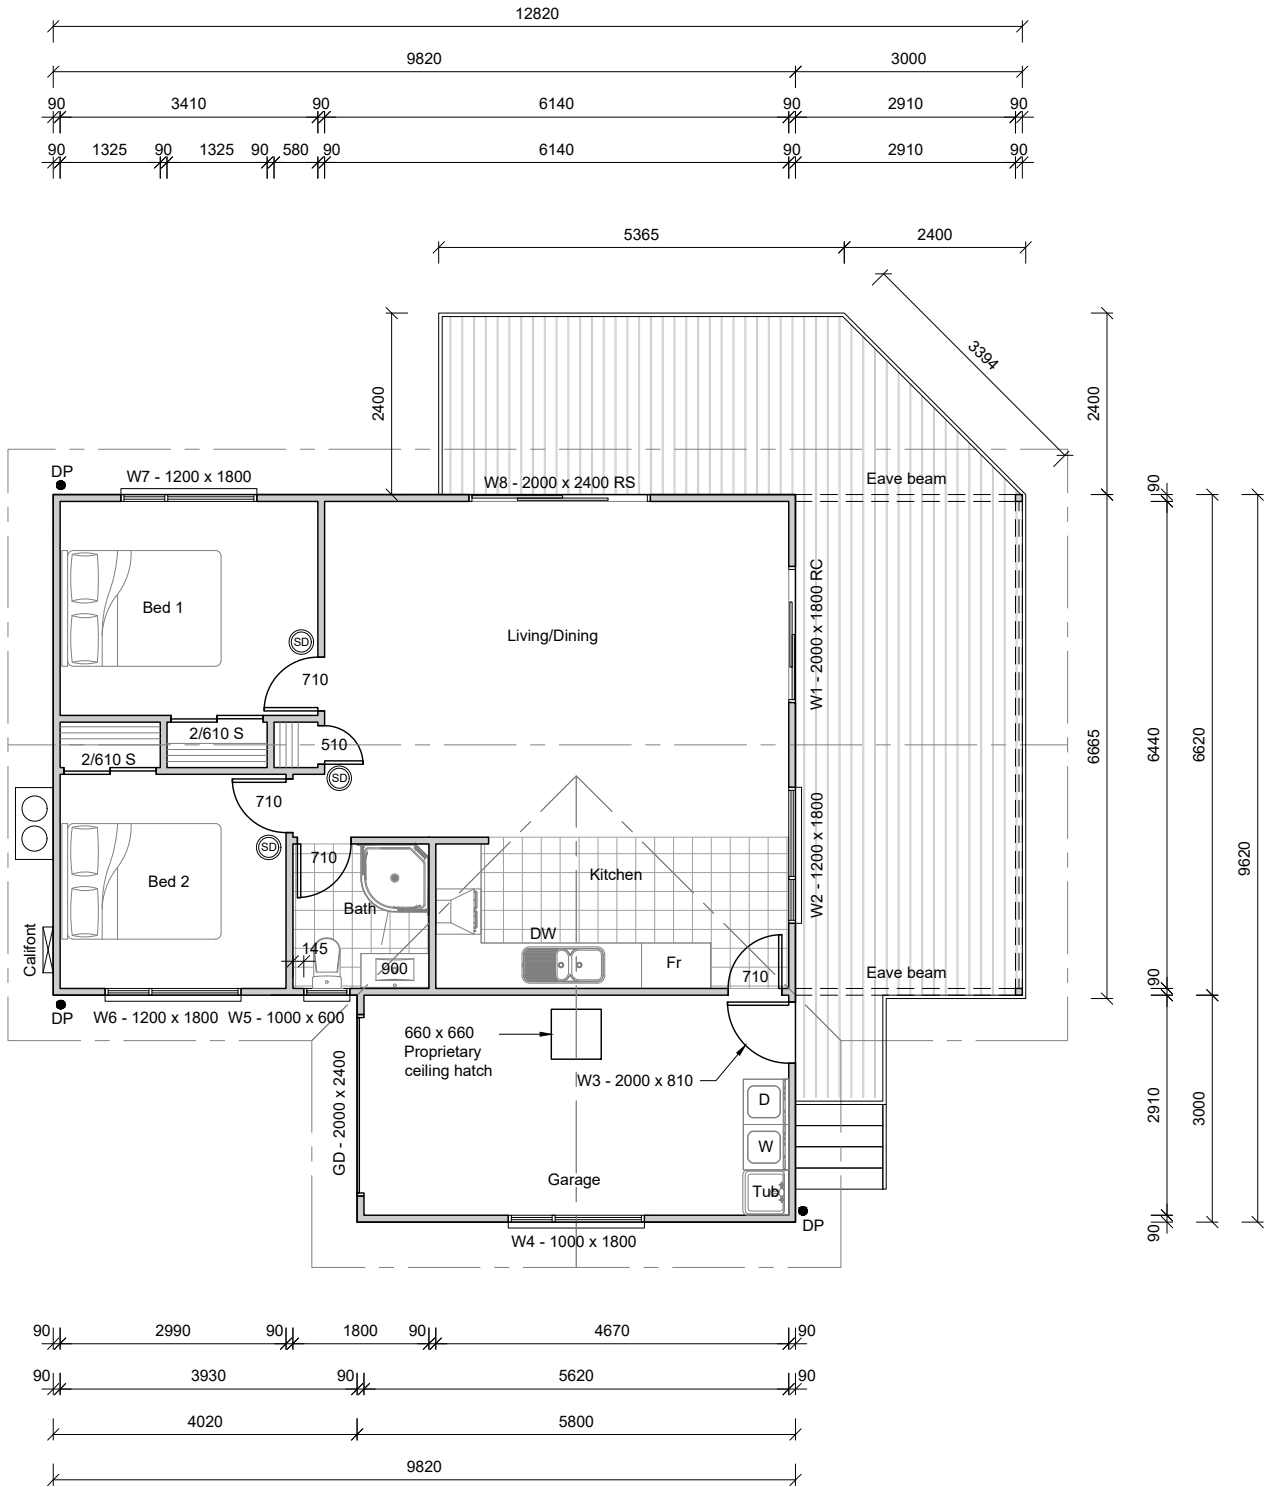 12820
9820 3000
90 3410 90 6140 90 2910 90
90 1325 90 1325 90 580 90 6140 90 2910 90
5365 2400
3394
2400
2400
DP
W7 - 1200 x 1800
W8 - 2000 x 2400 RS
Eave beam
90
Bed 1
SD
710
Living/Dining
W1 - 2000 x 1800 RC
2/610 S
2/610 S
510
SD
710
SD
6665
6440
6620
9620
Bed 2
710
Bath
145
900
Kitchen
DW
Fr
710
W2 - 1200 x 1800
Eave beam
90
Califont
DP
W6 - 1200 x 1800
W5 - 1000 x 600
660 x 660
Proprietary
ceiling hatch
W3 - 2000 x 810
GD - 2000 x 2400
D
W
Tub
Garage
2910
3000
90
DP
W4 - 1000 x 1800
90 2990 90 1800 90 4670 90
90 3930 90 5620 90
4020 5800
9820